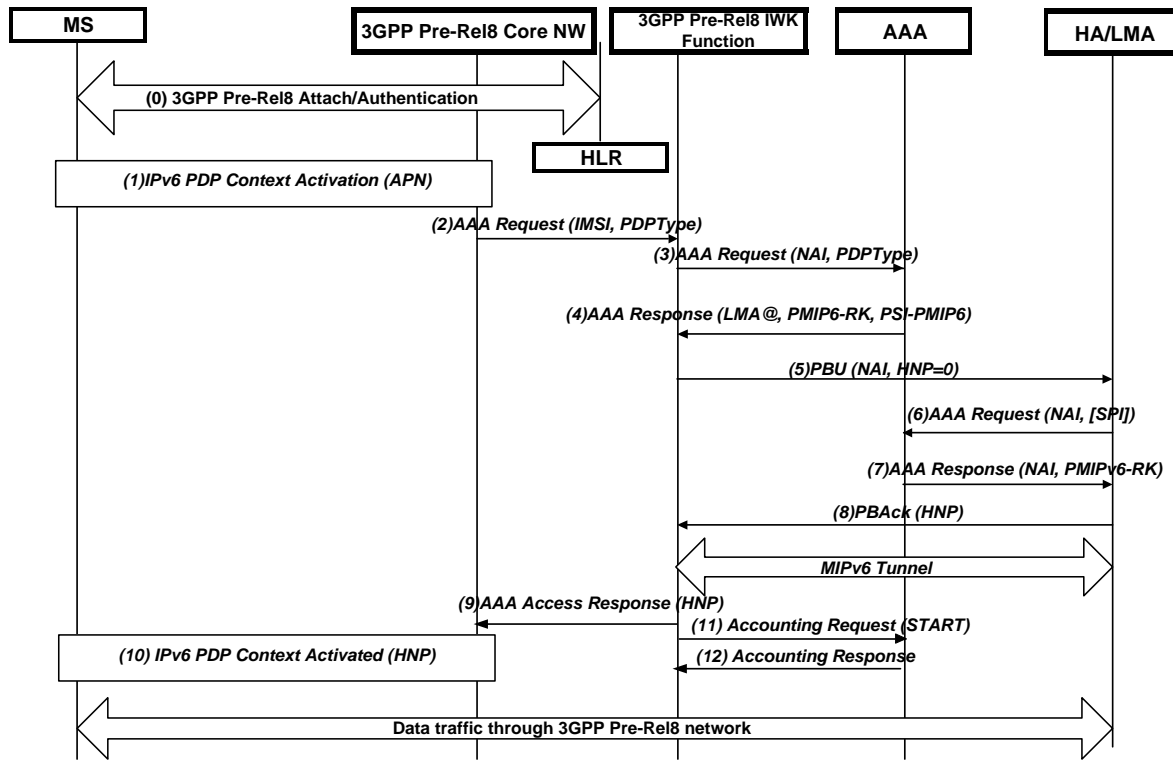 MS
3GPP Pre-Rel8 Core NW
3GPP Pre-Rel8 IWK
Function
AAA
HA/LMA
(0) 3GPP Pre-Rel8 Attach/Authentication
HLR
(1)IPv6 PDP Context Activation (APN)
(2)AAA Request (IMSI, PDPType)
(3)AAA Request (NAI, PDPType)
(4)AAA Response (LMA@, PMIP6-RK, PSI-PMIP6)
(5)PBU (NAI, HNP=0)
(6)AAA Request (NAI, [SPI])
(7)AAA Response (NAI, PMIPv6-RK)
(8)PBAck (HNP)
MIPv6 Tunnel
(9)AAA Access Response (HNP)
(11) Accounting Request (START)
(10) IPv6 PDP Context Activated (HNP)
(12) Accounting Response
Data traffic through 3GPP Pre-Rel8 network